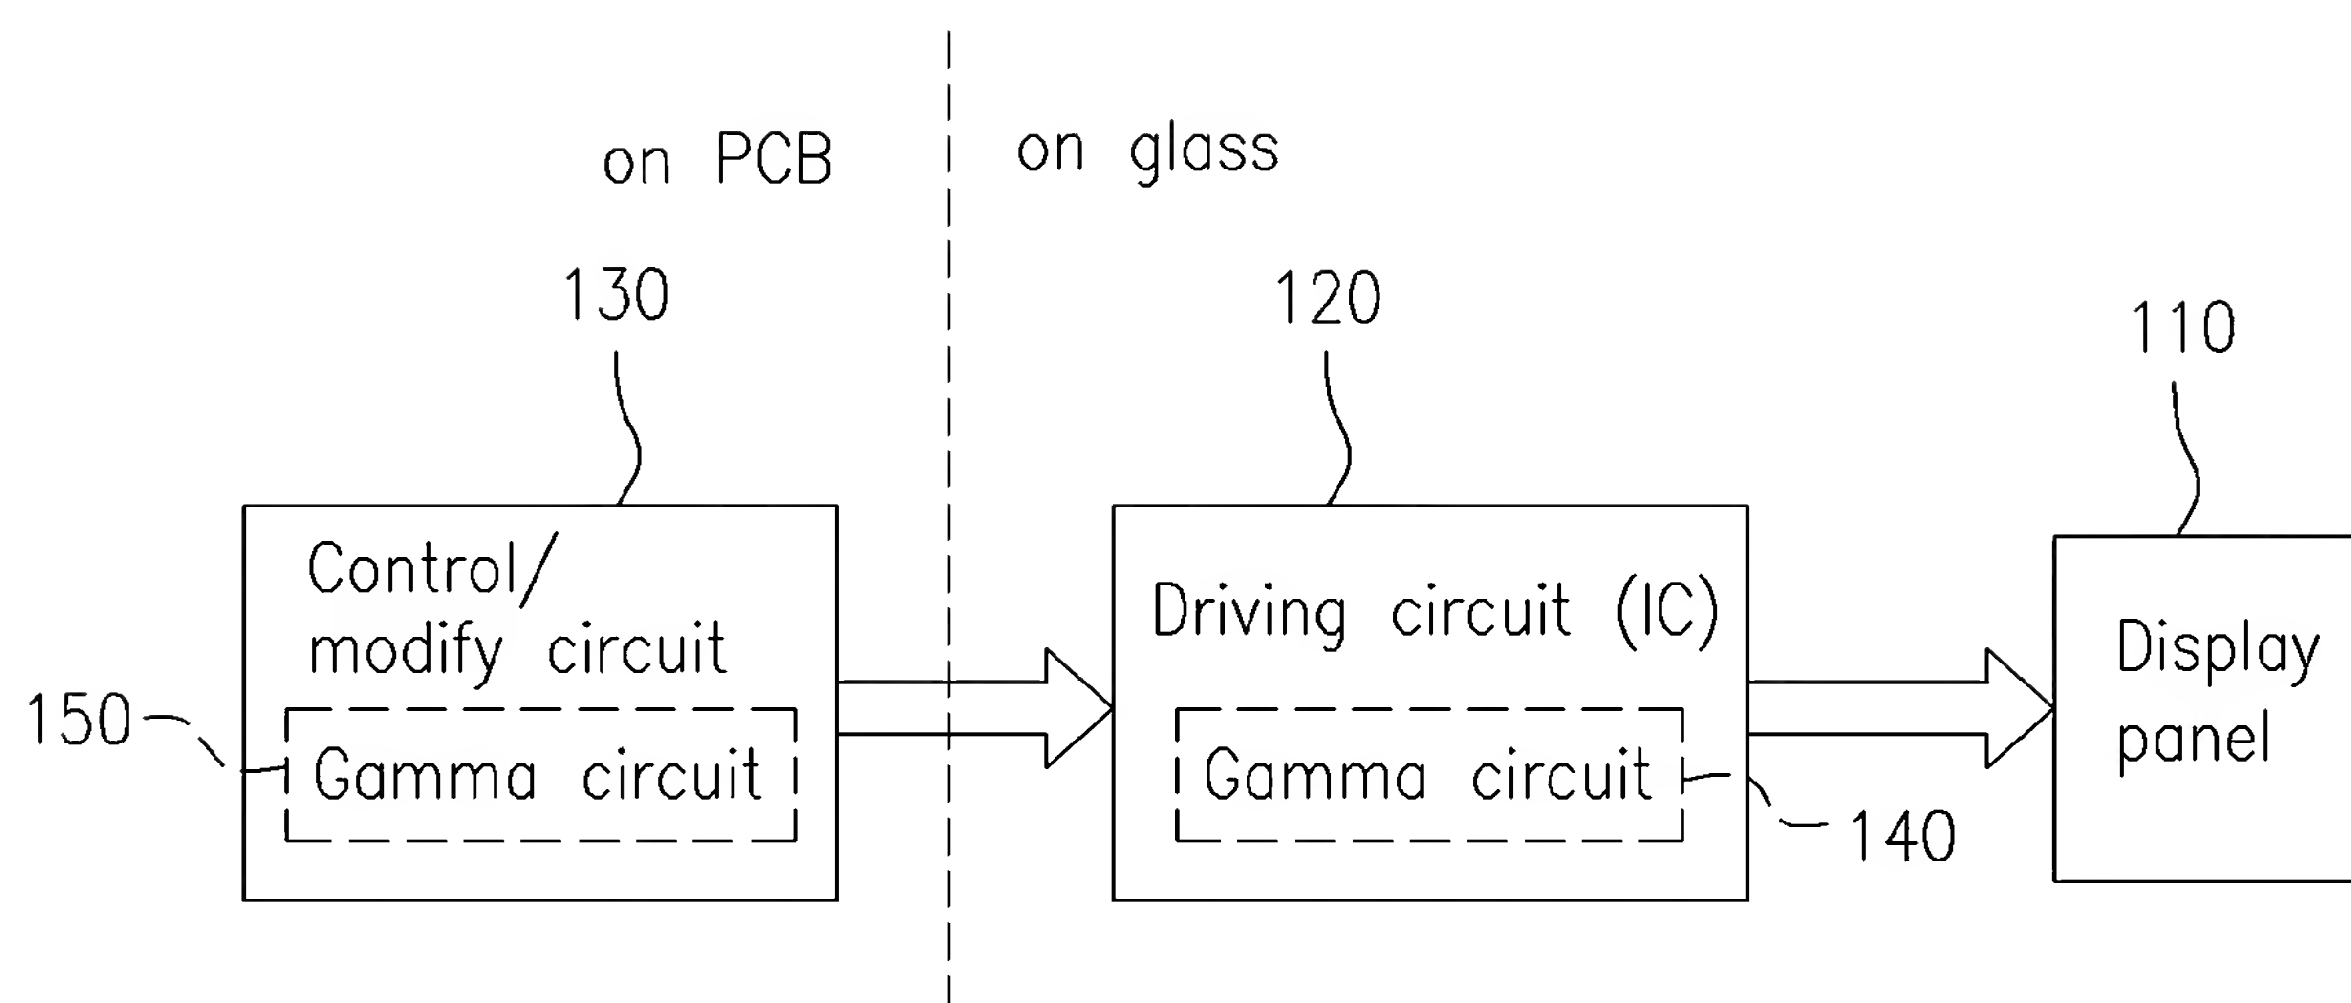 on PCB
on glass
130
120
110
Control/
modify circuit
Driving circuit (IC)
Display
panel
150
Gamma circuit
Gamma circuit
140